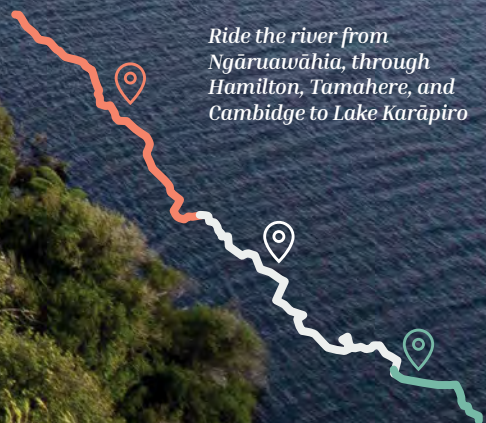 Ride the river from
Ngāruawāhia, through
Hamilton, Tamahere, and
Cambidge to Lake Karāpiro